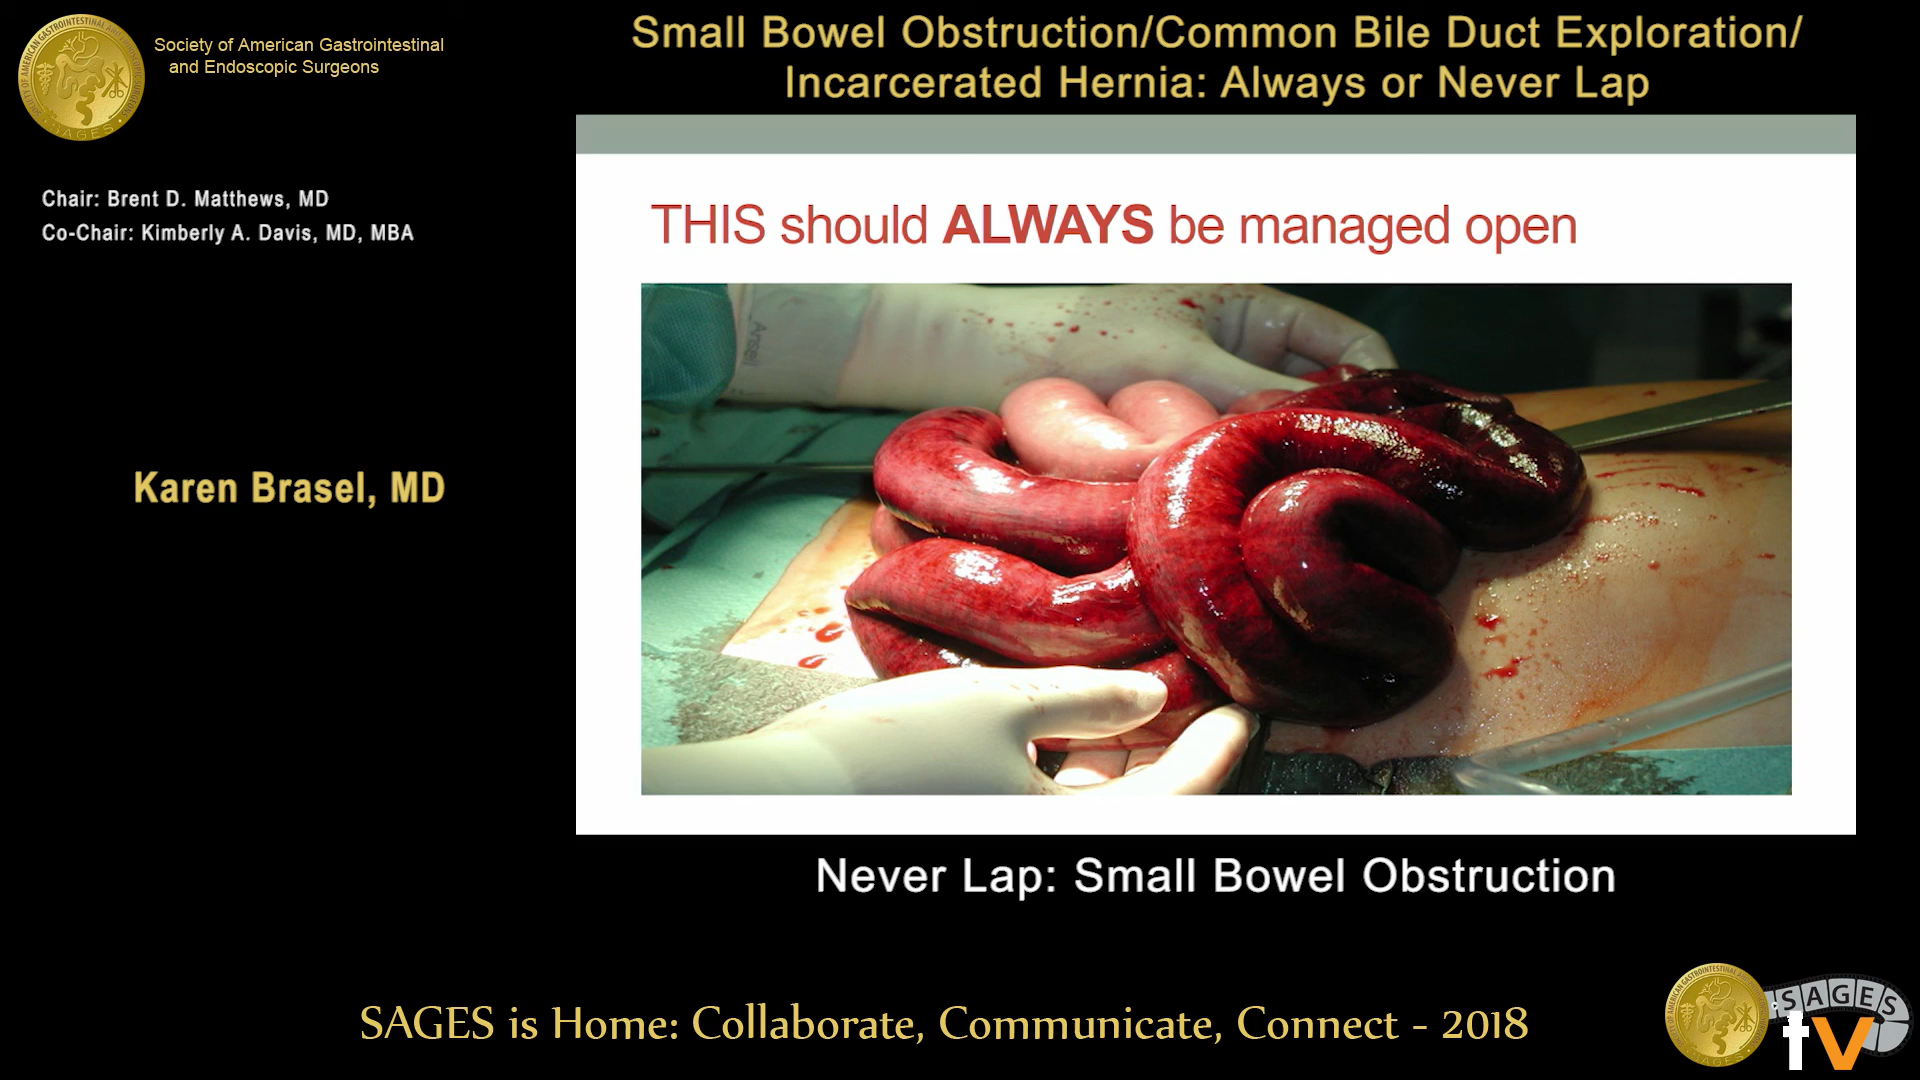 Society of American Gastrointestinal
and Endoscopic Surgeons
Small Bowel Obstruction/Common Bile Duct Exploration/
Incarcerated Hernia: Always or Never Lap
Chair: Brent D. Matthews, MD
Co-Chair: Kimberly A. Davis, MD, MBA
THIS should ALWAYS be managed open
Ansell
Karen Brasel, MD
Never Lap: Small Bowel Obstruction
SAGES is Home: Collaborate, Communicate, Connect - 2018
SAGES
tv